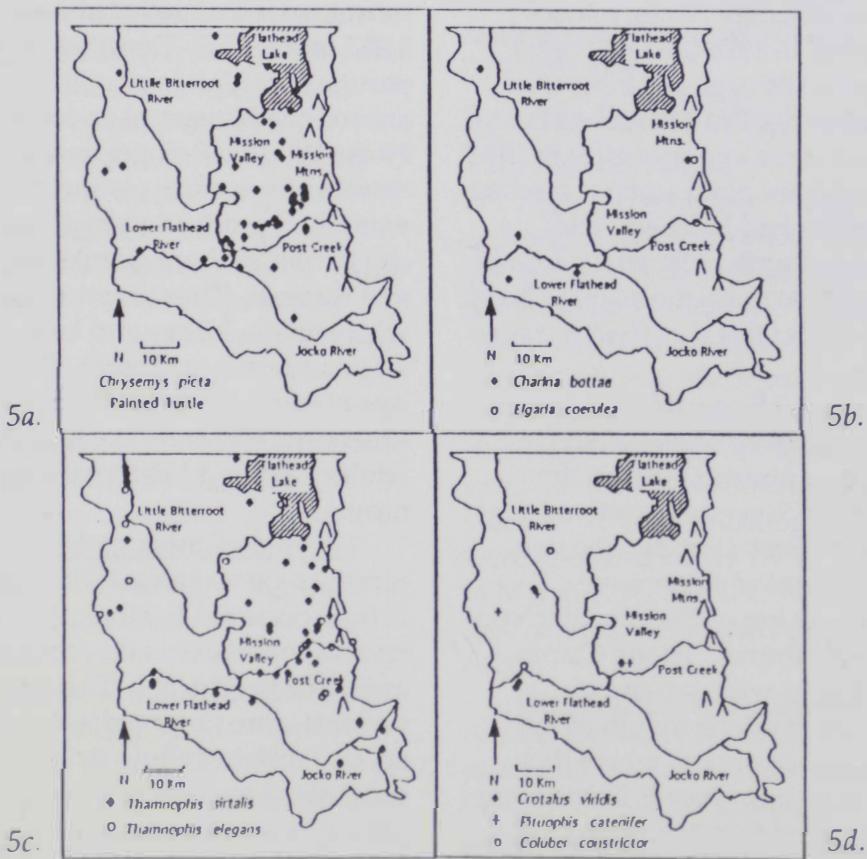 Flathead
Lake
Little Bitterroot
River
Mission
Valley
Mission
Mtns.
Lower Flathead
River
Post Creek
Jocko River
N
10 Km
Chrysemys picta
Painted Turtle
5a.
Flathead
Lake
Little Bitterroot
River
Mission
Mtns.
Mission
Valley
Post Creek
Lower Flathead
River
Jocko River
N
10 Km
Charina bottae
Elgaria coerulea
5b.
Flathead
Lake
Little Bitterroot
River
Mission
Valley
Post Creek
Lower Flathead
River
Jocko River
N
10 Km
Thamnophis sirtalis
Thamnophis elegans
5c.
Flathead
Lake
Little Bitterroot
River
Mission
Mtns.
Mission
Valley
Post Creek
Lower Flathead
River
Jocko River
N
10 Km
Crotalus viridis
Pituophis catenifer
Coluber constrictor
5d.